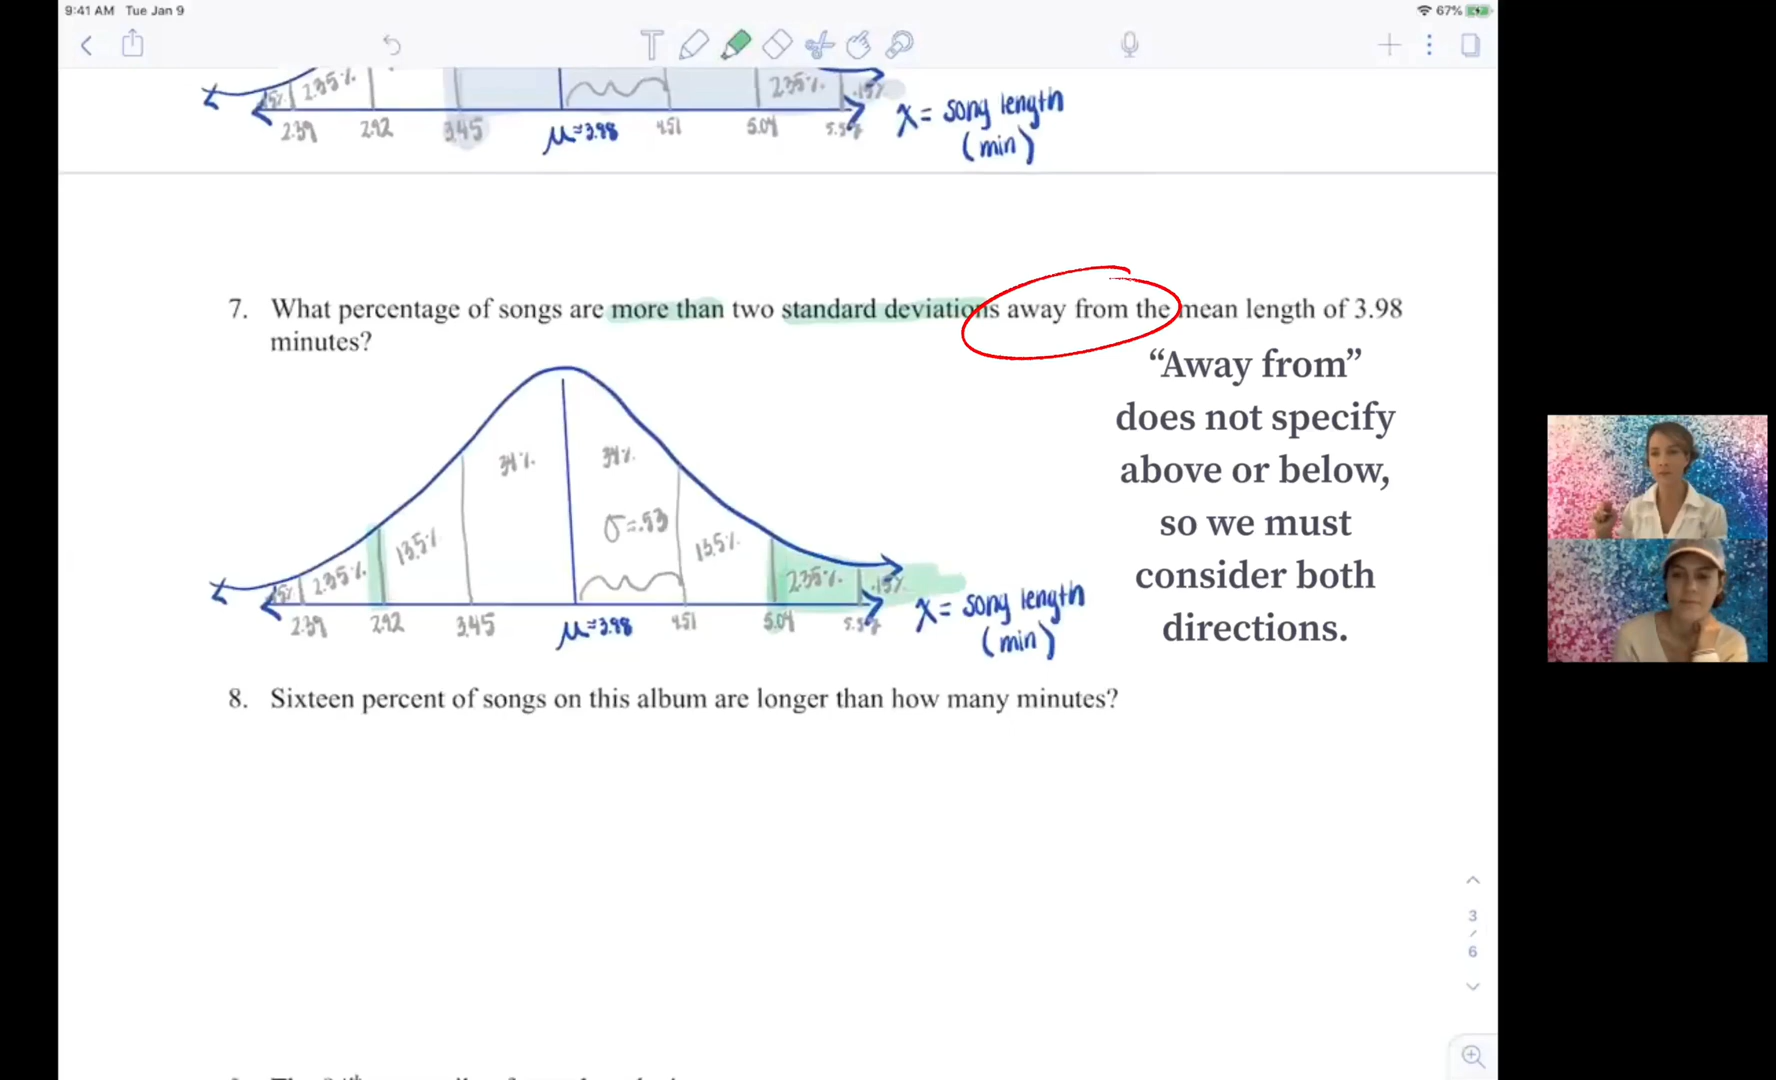 9:41 AM Tue Jan 9
67%
2.35%
2.35%
.15%
2.39
2.92
3.45
μ=3.98
4.51
5.04
x = song length
(min)
7. What percentage of songs are more than two standard deviations away from the mean length of 3.98
minutes?
“Away from”
does not specify
above or below,
so we must
consider both
directions.
34%
34%
σ=.53
13.5%
13.5%
2.35%
2.35%
.15%
2.39
2.92
3.45
μ=3.98
4.51
5.04
x = song length
(min)
8. Sixteen percent of songs on this album are longer than how many minutes?
3
/
6